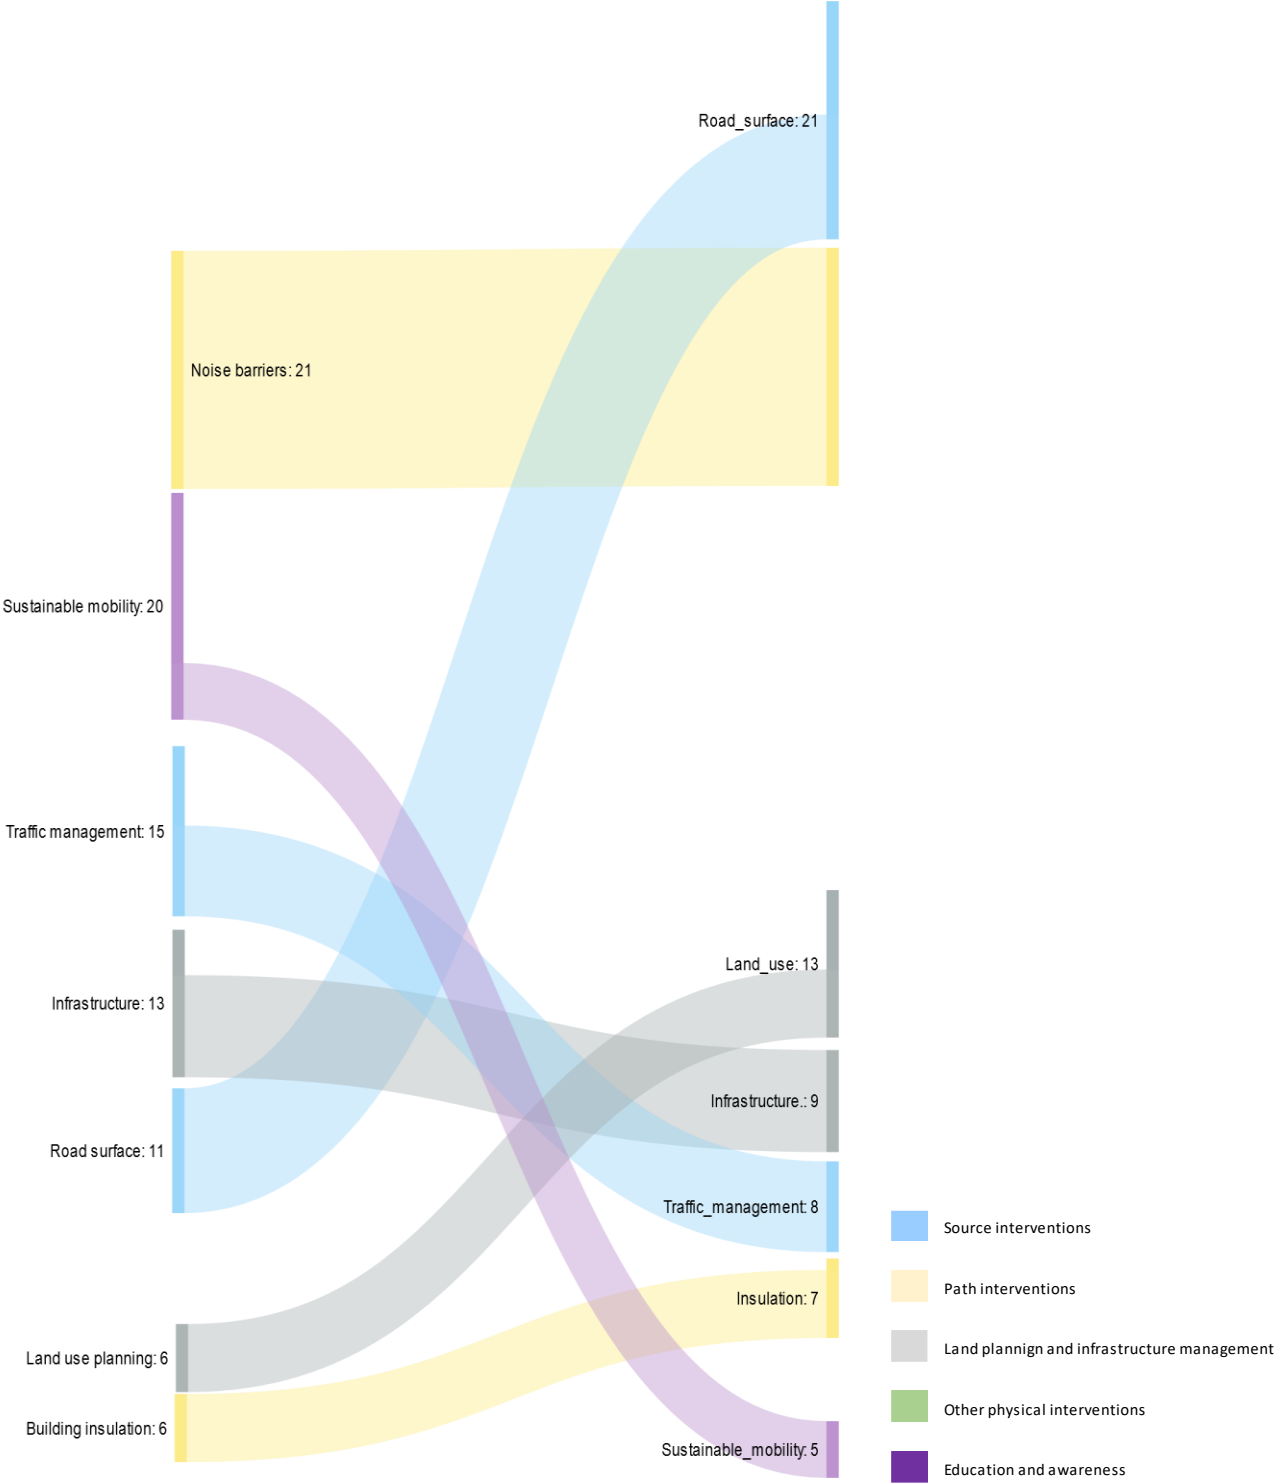 Road_surface: 21
Noise barriers: 21
Sustainable mobility: 20
Traffic management: 15
Land_use: 13
Infrastructure: 13
Infrastructure.: 9
Road surface: 11
Traffic_management: 8
Source interventions
Path interventions
Insulation: 7
Land plannign and infrastructure management
Land use planning: 6
Other physical interventions
Building insulation: 6
Sustainable_mobility: 5
Education and awareness